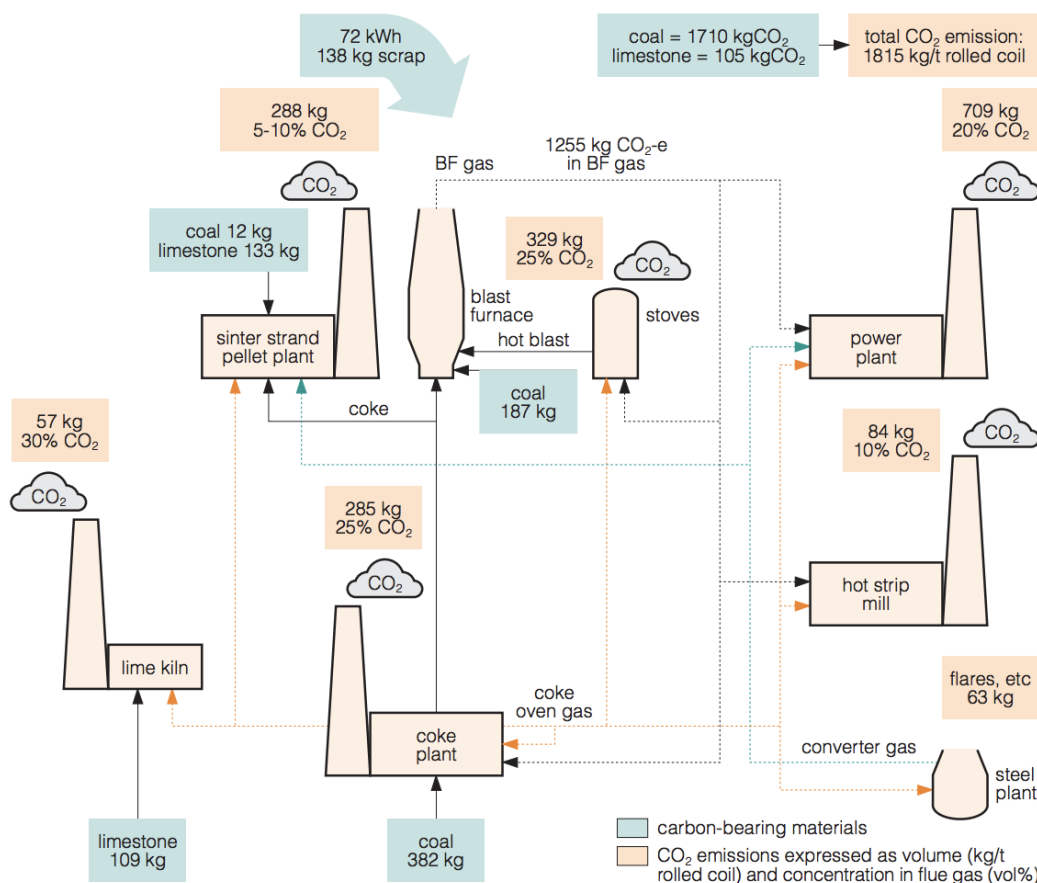 72 kWh
138 kg scrap
coal = 1710 kgCO₂
limestone = 105 kgCO₂
total CO₂ emission:
1815 kg/t rolled coil
288 kg
5-10% CO₂
709 kg
20% CO₂
1255 kg CO₂-e
in BF gas
BF gas
CO₂
CO₂
coal 12 kg
limestone 133 kg
329 kg
25% CO₂
CO₂
blast
furnace
stoves
sinter strand
pellet plant
hot blast
power
plant
coal
187 kg
coke
57 kg
30% CO₂
84 kg
10% CO₂
CO₂
CO₂
285 kg
25% CO₂
CO₂
hot strip
mill
lime kiln
flares, etc
63 kg
coke
oven gas
coke
plant
converter gas
steel
plant
limestone
109 kg
coal
382 kg
carbon-bearing materials
CO₂ emissions expressed as volume (kg/t
rolled coil) and concentration in flue gas (vol%)